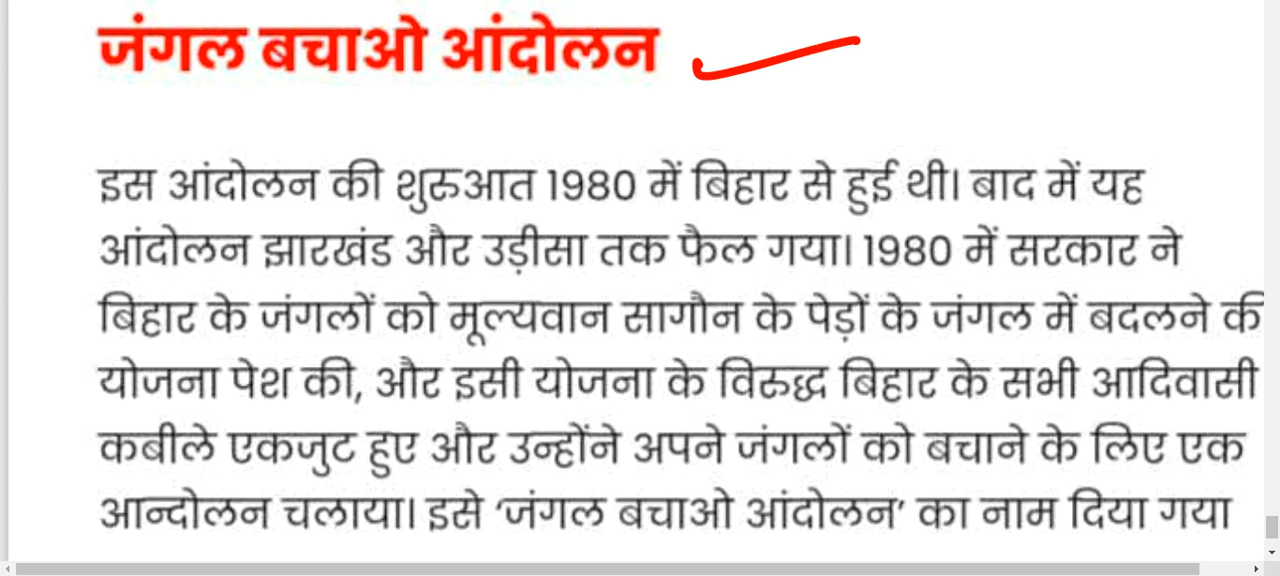 जंगल बचाओ आंदोलन
इस आंदोलन की शुरुआत 1980 में बिहार से हुई थी। बाद में यह
आंदोलन झारखंड और उड़ीसा तक फैल गया। 1980 में सरकार ने
बिहार के जंगलों को मूल्यवान सागौन के पेड़ों के जंगल में बदलने की
योजना पेश की, और इसी योजना के विरुद्ध बिहार के सभी आदिवासी
कबीले एकजुट हुए और उन्होंने अपने जंगलों को बचाने के लिए एक
आन्दोलन चलाया। इसे ‘जंगल बचाओ आंदोलन’ का नाम दिया गया